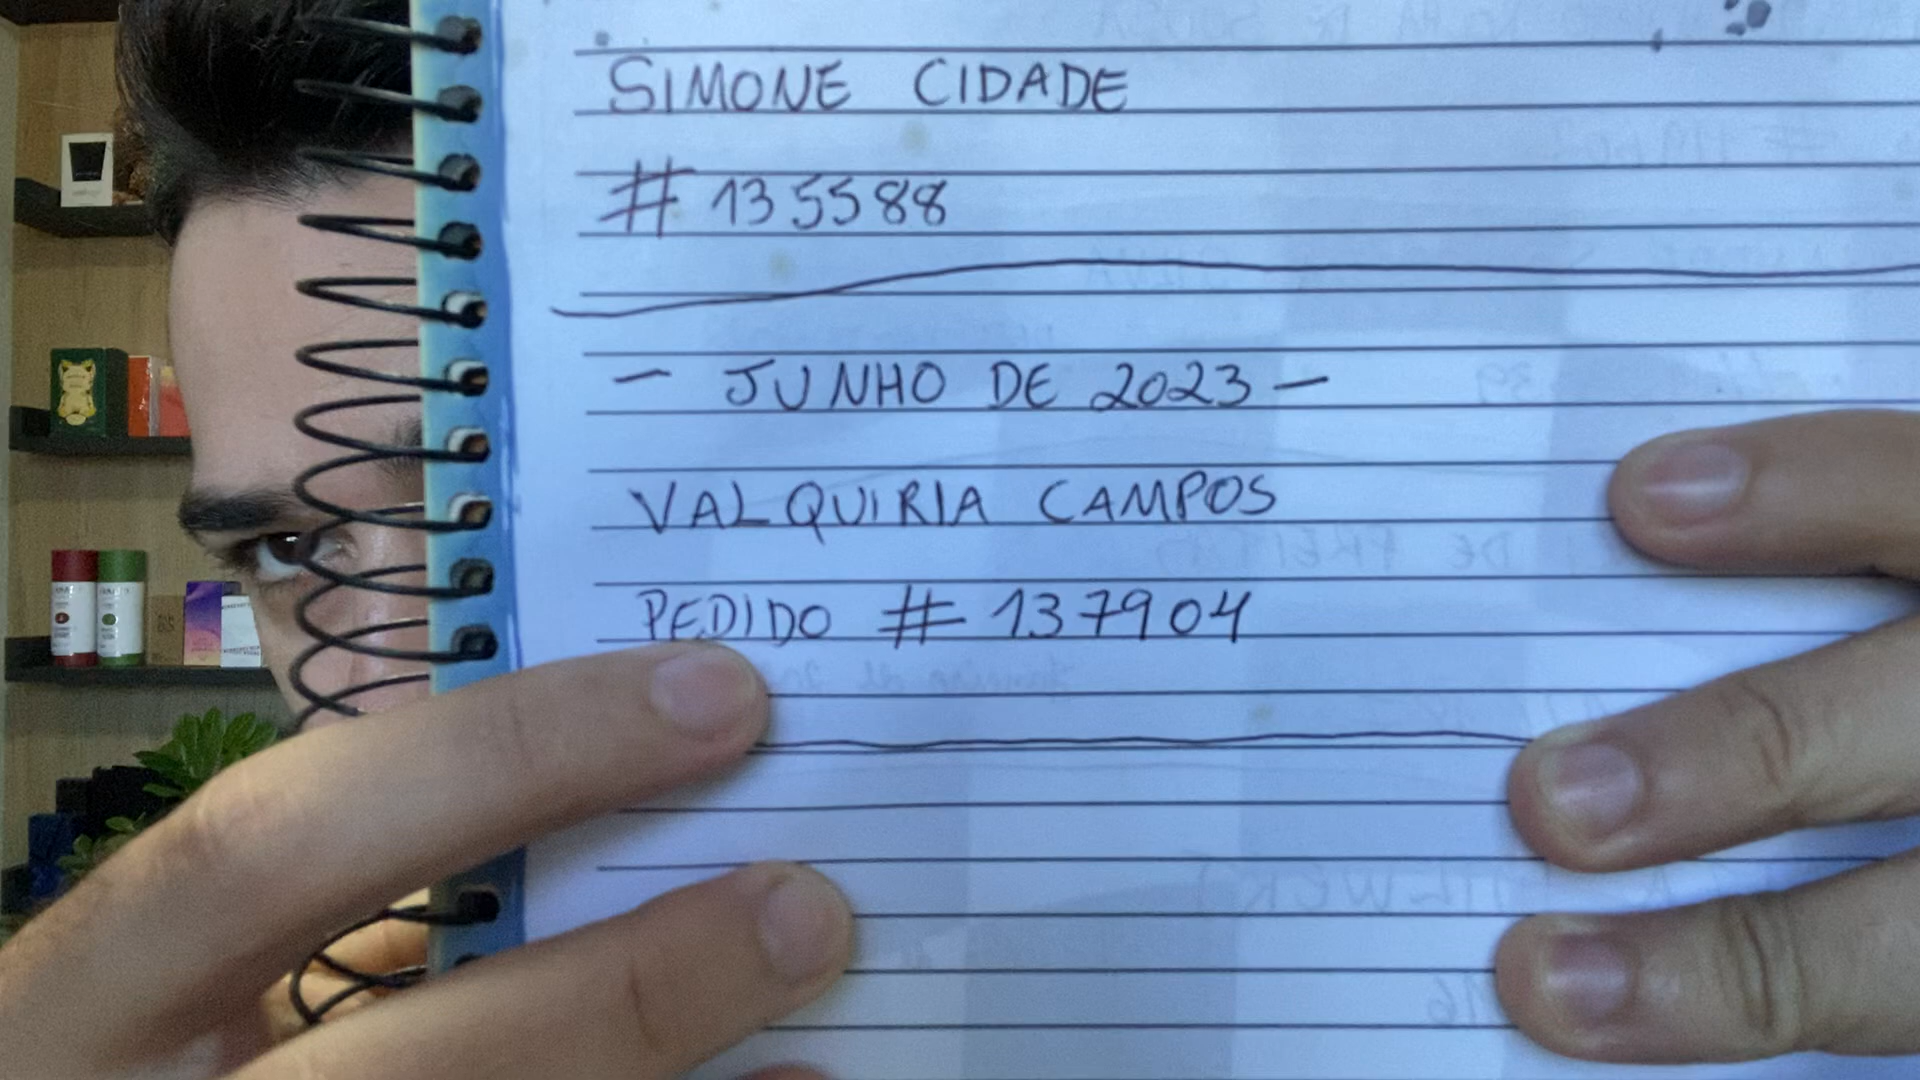 SIMONE CIDADE
# 135588
- JUNHO DE 2023 -
VALQUIRIA CAMPOS
PEDIDO # 137904